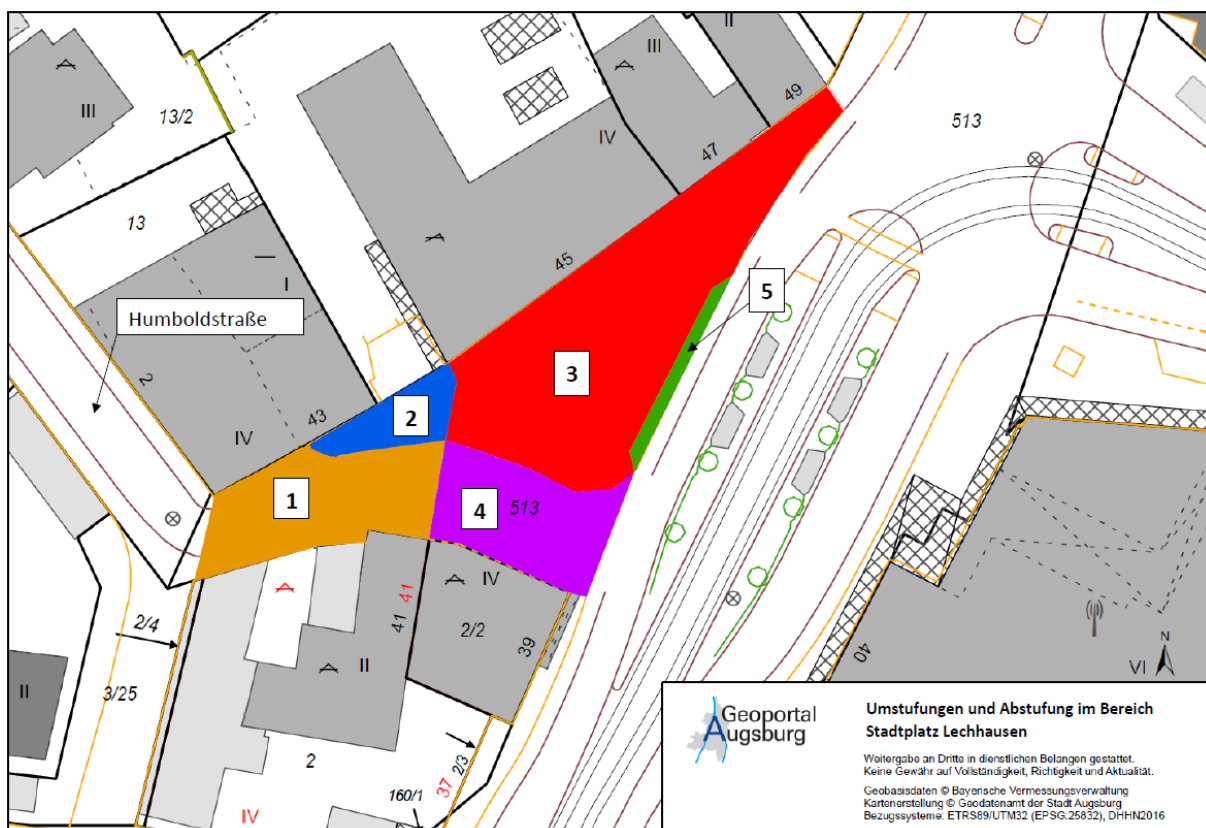 II
III
49
III
13/2
IV
47
513
13
45
I
5
Humboldstraße
3
2
43
2
IV
1
4
513
IV
41
41
2/2
39
2/4
II
II
3/25
40
N
VI
2
2/3
37
160/1
IV
Geoportal
Augsburg
Umstufungen und Abstufung im Bereich
Stadtplatz Lechhausen
Weitergabe an Dritte in dienstlichen Belangen gestattet.
Keine Gewähr auf Vollständigkeit, Richtigkeit und Aktualität.
Geobasisdaten © Bayerische Vermessungsverwaltung
Kartenerstellung © Geodatenamt der Stadt Augsburg
Bezugssysteme: ETRS89/UTM32 (EPSG:25832), DHHN2016